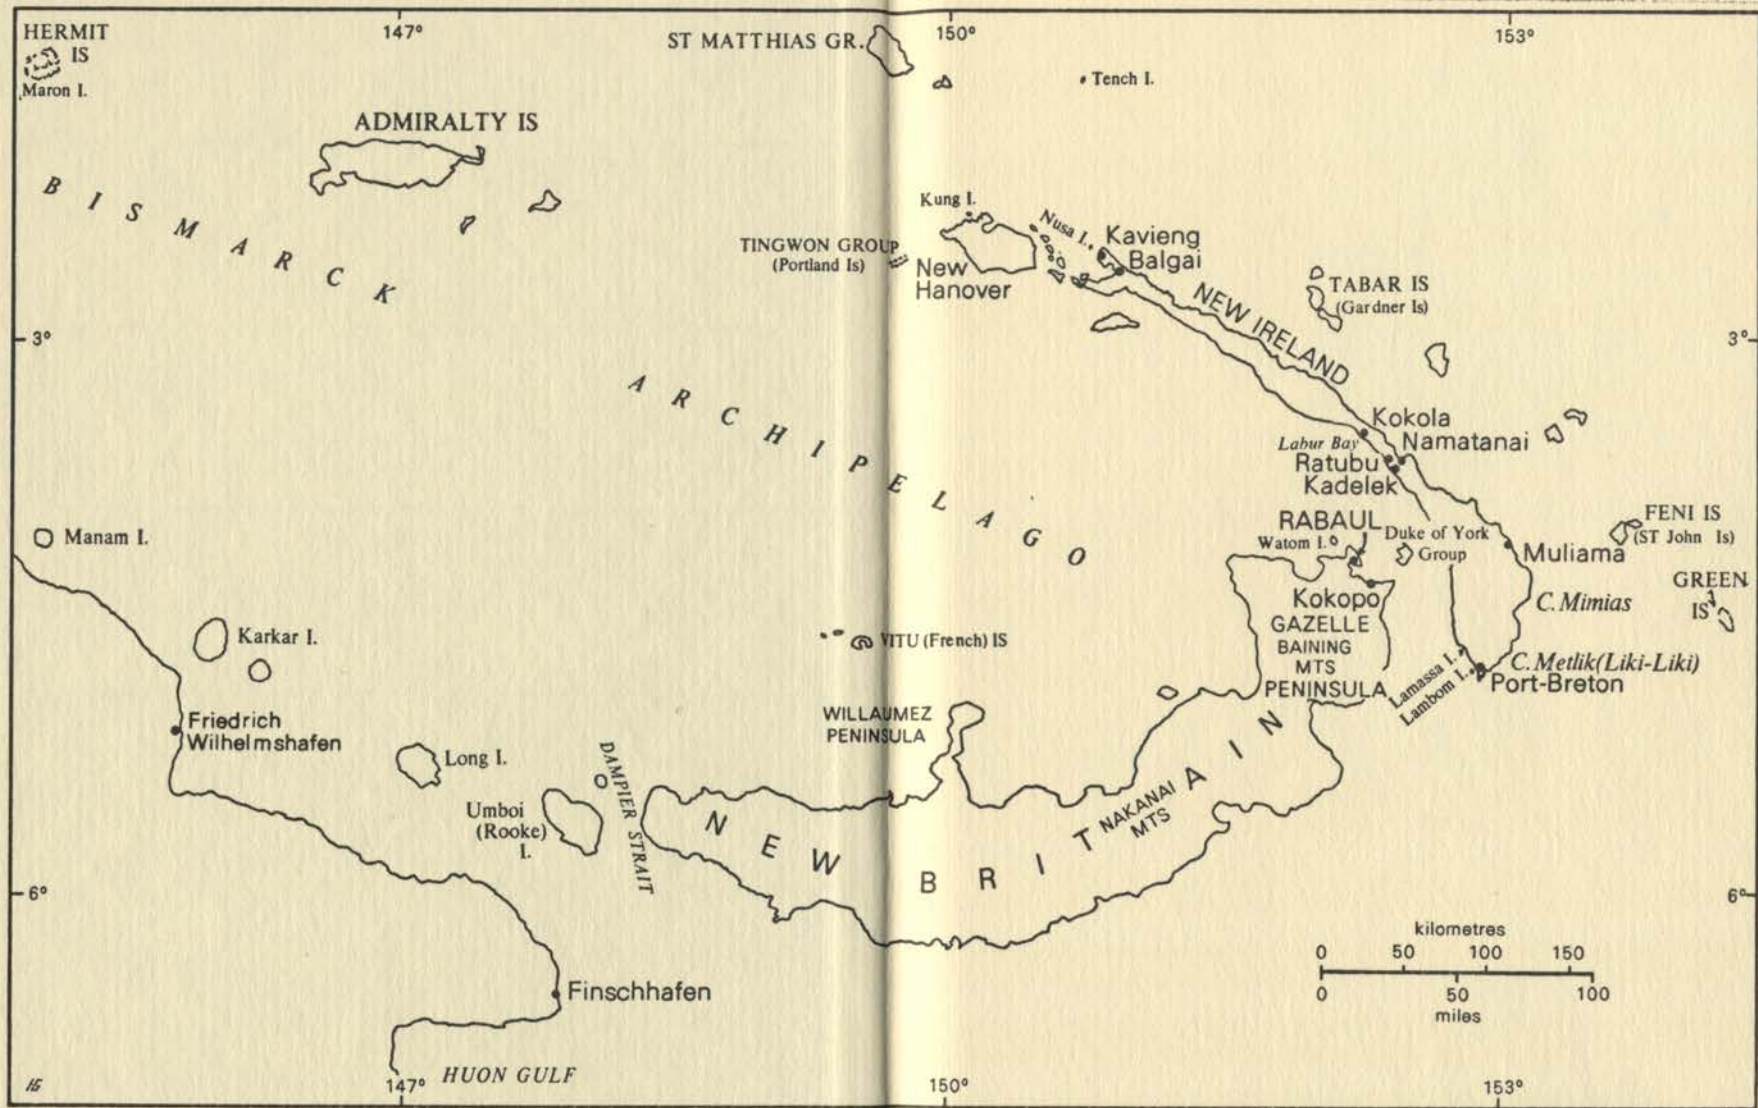 147°
150°
153°
HERMIT
IS
Maron I.
ST MATTHIAS GR.
Tench I.
ADMIRALTY IS
BISMARCK
ARCHIPELAGO
Kung I.
TINGWON GROUP
(Portland Is)
New
Hanover
Nusa I.
Kavieng
Balgai
NEW IRELAND
TABAR IS
(Gardner Is)
3°
3°
Kokola
Labur Bay
Namatanai
Ratubu
Kadelek
Manam I.
RABAUL
Watom I.
Duke of York
Group
FENI IS
(ST John Is)
Muliama
GREEN
IS
Kokopo
C. Mimias
GAZELLE
BAINING
MTS
PENINSULA
Karkar I.
VITU (French) IS
Lamassa I.
Lambom I.
C. Metlik (Liki-Liki)
Port-Breton
Friedrich
Wilhelmshafen
WILLAUMEZ
PENINSULA
Long I.
DAMPIER STRAIT
Umboi
(Rooke)
I.
NEW BRITAIN
NAKANAI
MTS
6°
6°
kilometres
0 50 100 150
0 50 100
miles
Finschhafen
HUON GULF
147°
150°
153°